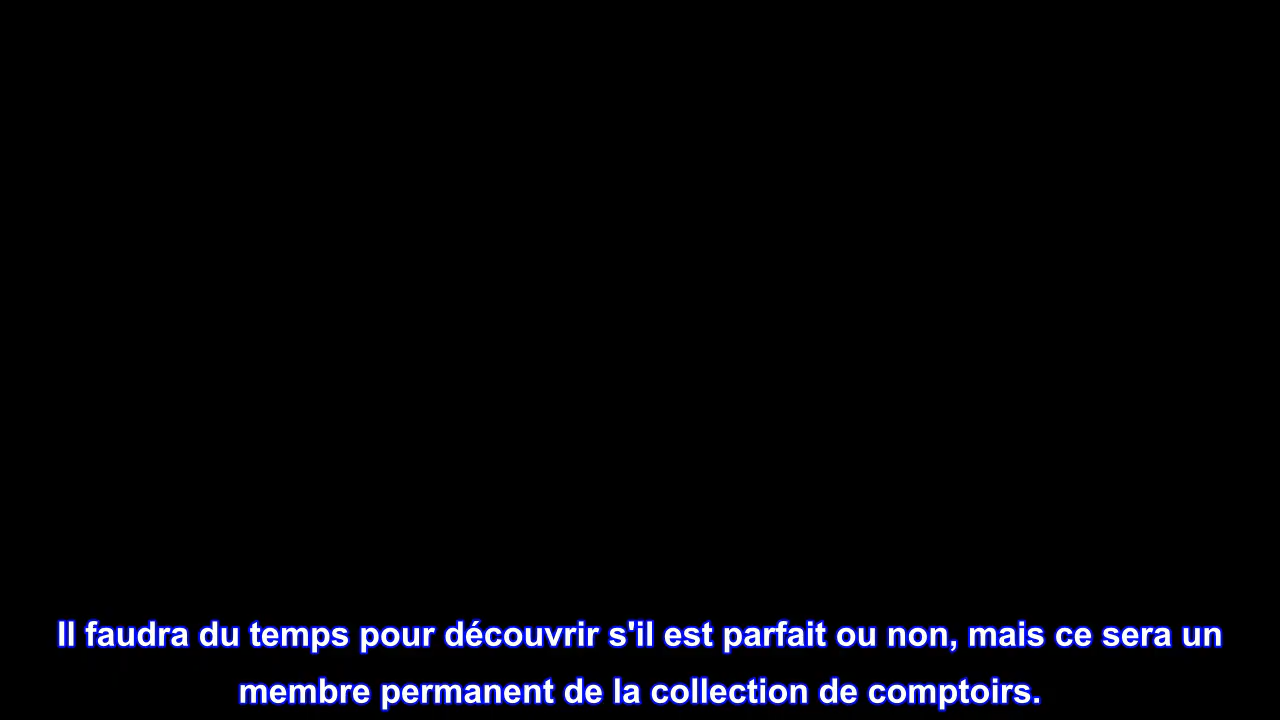 Il faudra du temps pour découvrir s'il est parfait ou non, mais ce sera un
membre permanent de la collection de comptoirs.